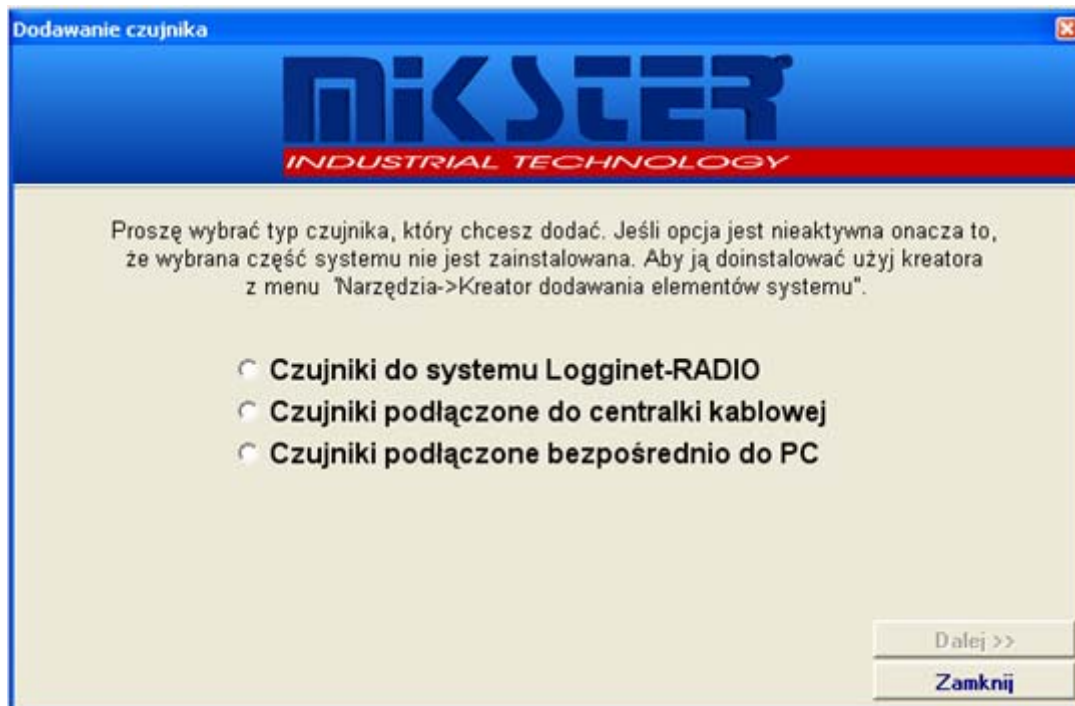 Dodawanie czujnika
MiKSTER
INDUSTRIAL TECHNOLOGY
Proszę wybrać typ czujnika, który chcesz dodać. Jeśli opcja jest nieaktywna onacza to,
że wybrana część systemu nie jest zainstalowana. Aby ją doinstalować użyj kreatora
z menu "Narzędzia->Kreator dodawania elementów systemu".
Czujniki do systemu Logginet-RADIO
Czujniki podłączone do centralki kablowej
Czujniki podłączone bezpośrednio do PC
Dalej >>
Zamknij